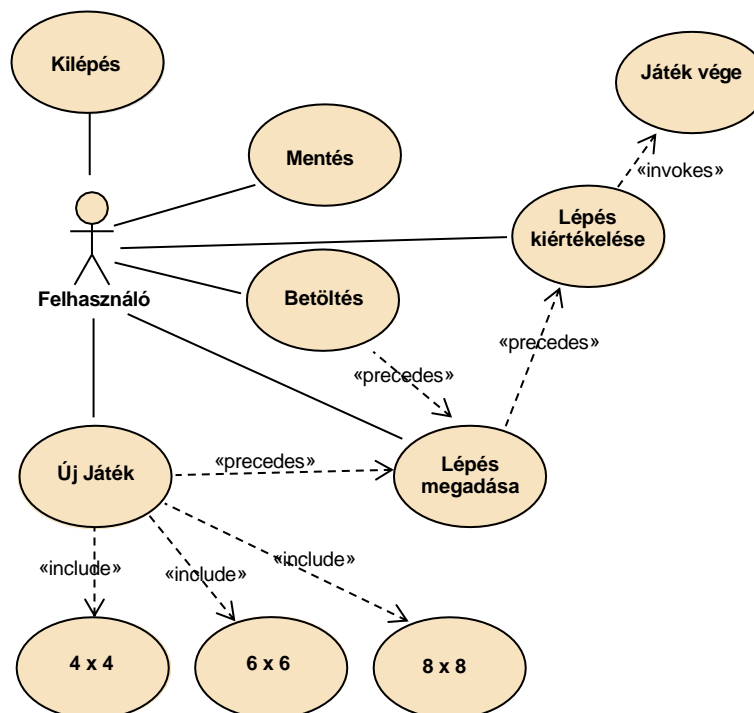 Kilépés
Játék vége
Mentés
«invokes»
Lépés
kiértékelése
Felhasználó
Betöltés
«precedes»
«precedes»
Új Játék
«precedes»
Lépés
megadása
«include»
«include»
«include»
4 x 4
6 x 6
8 x 8